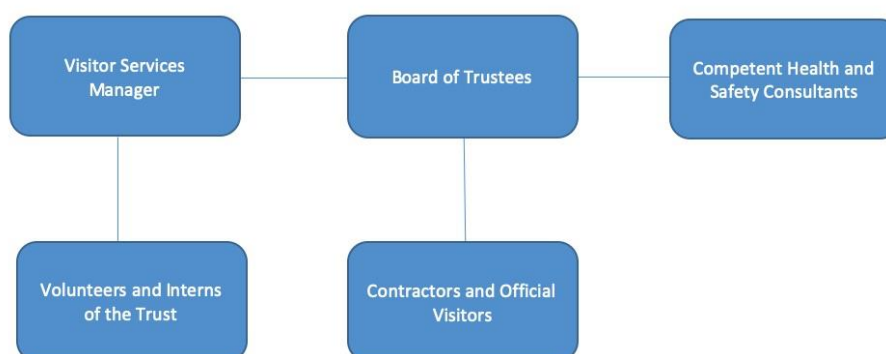 Visitor Services
Manager
Board of Trustees
Competent Health and
Safety Consultants
Volunteers and Interns
of the Trust
Contractors and Official
Visitors